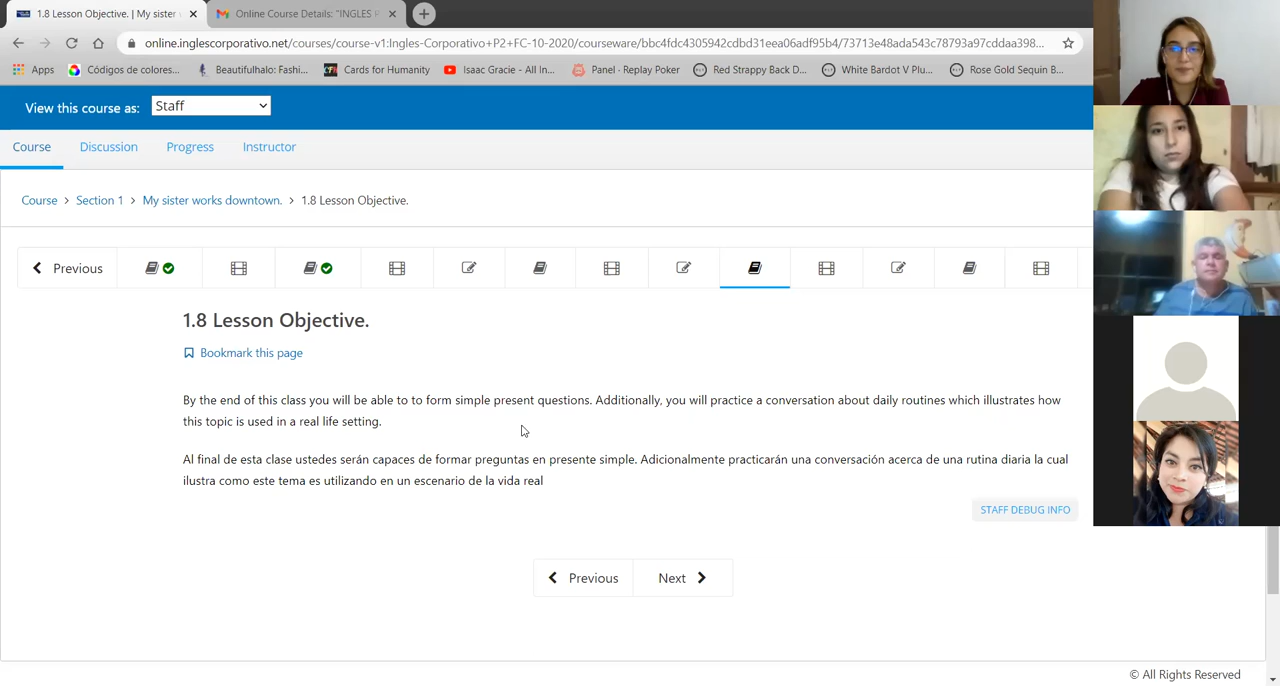 1.8 Lesson Objective. | My sister
Online Course Details: "INGLES
online.inglescorporativo.net/courses/course-v1:Ingles-Corporativo+P2+FC-10-2020/courseware/bbc4fdc4305942cdbd31eea06adf95b4/73713e48ada543c78793a97cddaa398...
Apps
Códigos de colores...
Beautifulhalo: Fashi...
Cards for Humanity
Isaac Gracie - All In...
Panel · Replay Poker
Red Strappy Back D...
White Bardot V Plu...
Rose Gold Sequin B...
View this course as:
Staff
Course
Discussion
Progress
Instructor
Course > Section 1 > My sister works downtown. > 1.8 Lesson Objective.
Previous
1.8 Lesson Objective.
Bookmark this page
By the end of this class you will be able to to form simple present questions. Additionally, you will practice a conversation about daily routines which illustrates how
this topic is used in a real life setting.
Al final de esta clase ustedes serán capaces de formar preguntas en presente simple. Adicionalmente practicarán una conversación acerca de una rutina diaria la cual
ilustra como este tema es utilizando en un escenario de la vida real
STAFF DEBUG INFO
Previous
Next
© All Rights Reserved